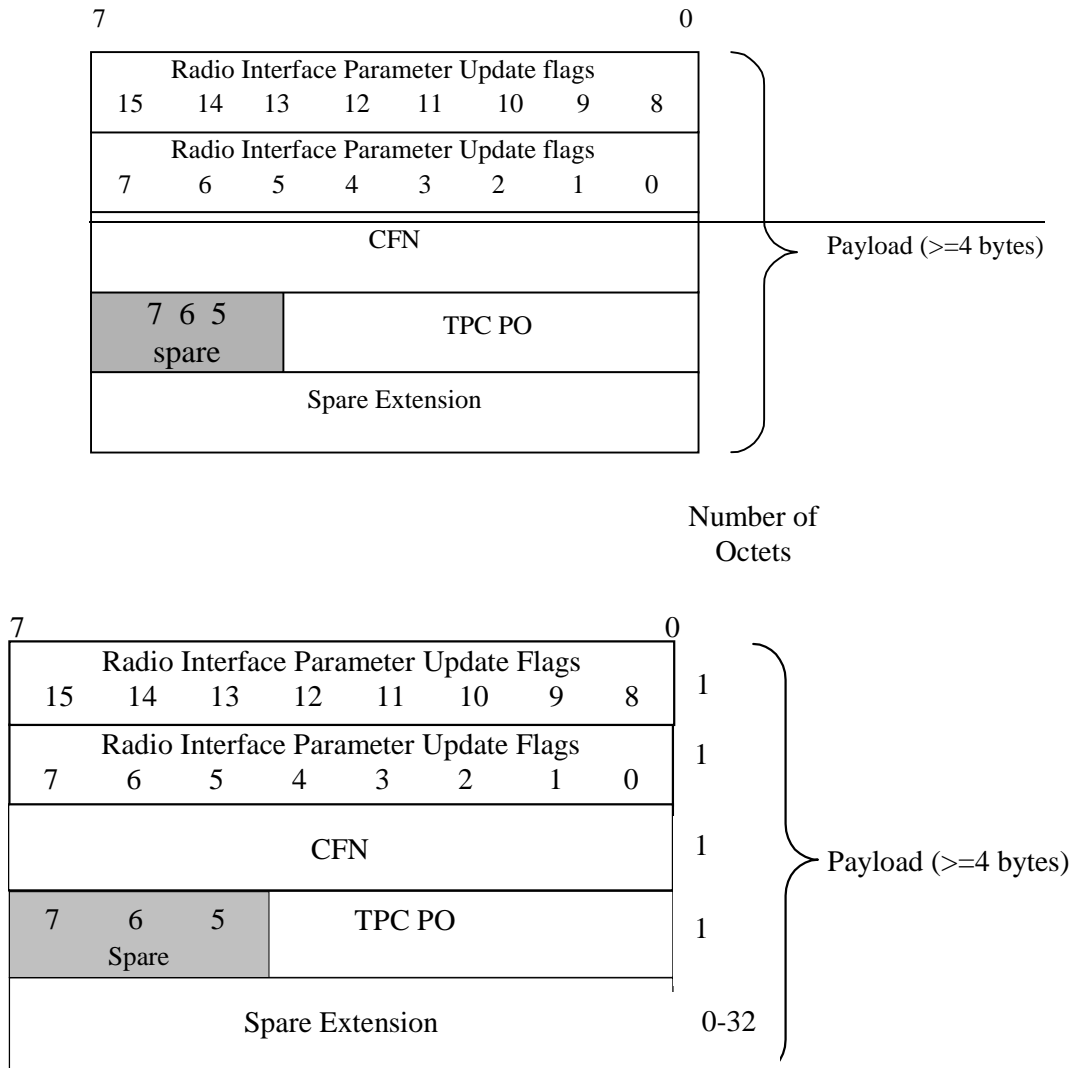 7 0
Radio Interface Parameter Update flags
15 14 13 12 11 10 9 8
Radio Interface Parameter Update flags
7 6 5 4 3 2 1 0
CFN
Payload (>=4 bytes)
7 6 5
TPC PO
spare
Spare Extension
Number of
Octets
7 0
Radio Interface Parameter Update Flags
15 14 13 12 11 10 9 8
1
Radio Interface Parameter Update Flags
7 6 5 4 3 2 1 0
1
CFN
1
Payload (>=4 bytes)
7 6 5
TPC PO
1
Spare
Spare Extension
0-32